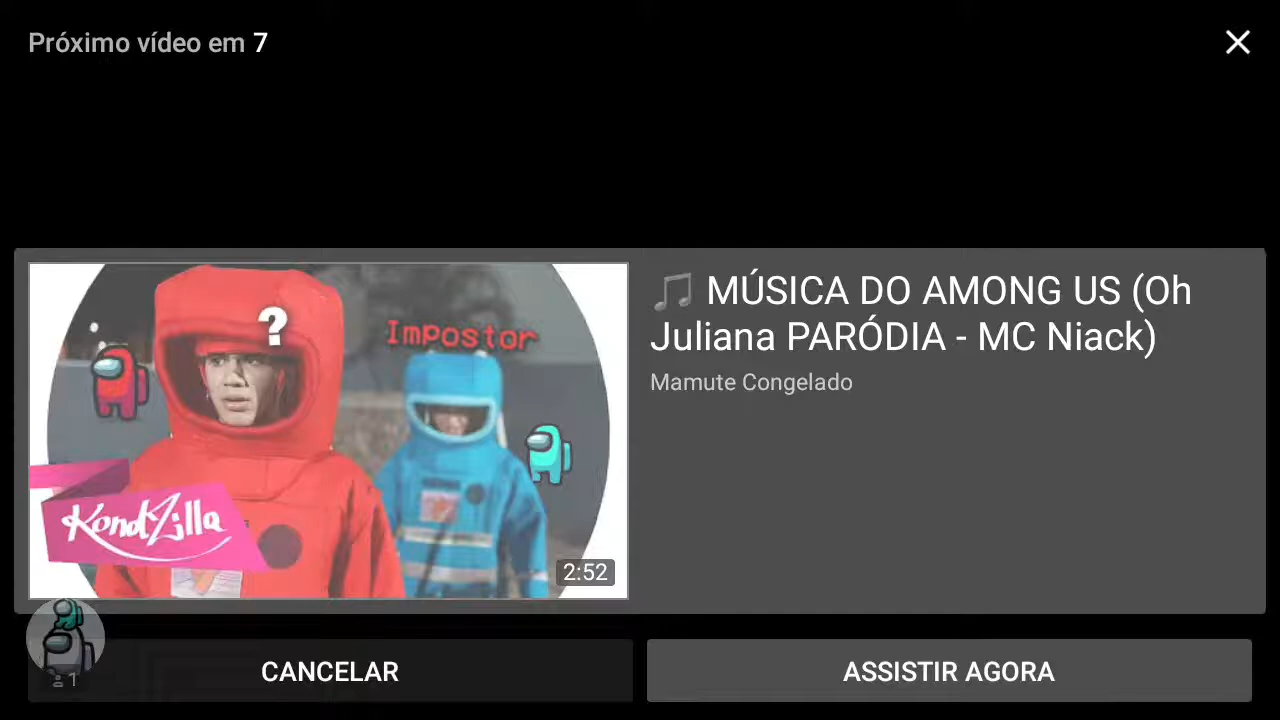 Próximo vídeo em 7
?
Impostor
KondZilla
2:52
🎵 MÚSICA DO AMONG US (Oh
Juliana PARÓDIA - MC Niack)
Mamute Congelado
1
CANCELAR
ASSISTIR AGORA